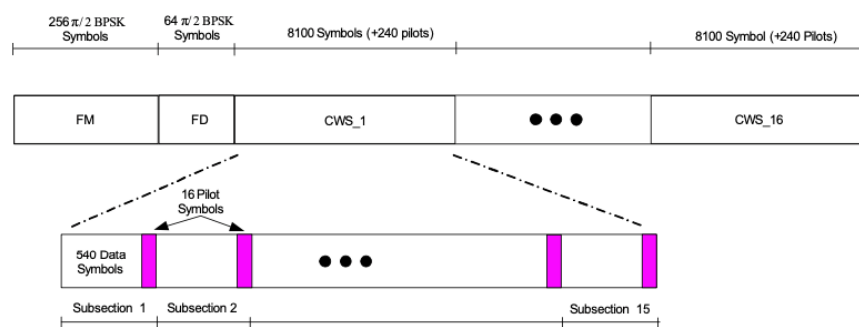 256 π/2 BPSK
Symbols
64 π/2 BPSK
Symbols
8100 Symbols (+240 pilots)
8100 Symbol (+240 Pilots)
FM
FD
CWS_1
CWS_16
16 Pilot
Symbols
540 Data
Symbols
Subsection 1
Subsection 2
Subsection 15